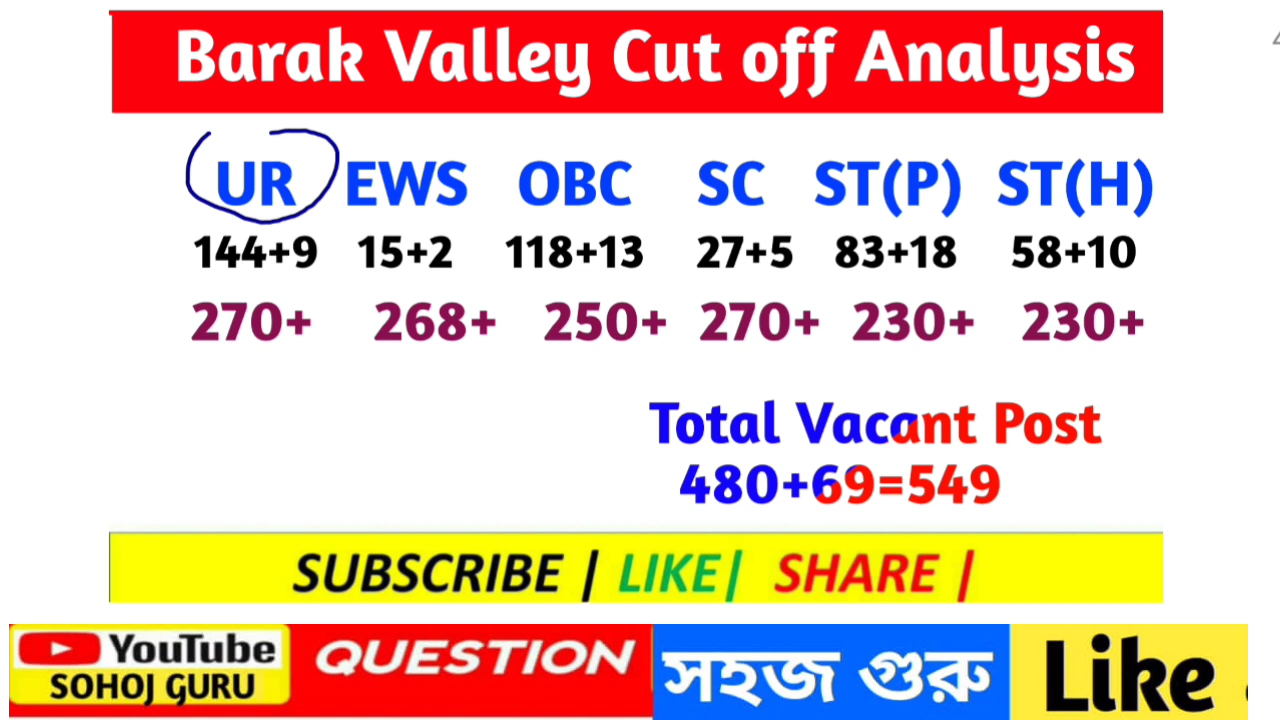 Barak Valley Cut off Analysis
UR EWS OBC SC ST(P) ST(H)
144+9 15+2 118+13 27+5 83+18 58+10
270+ 268+ 250+ 270+ 230+ 230+
Total Vacant Post
480+69=549
SUBSCRIBE | LIKE| SHARE |
YouTube
SOHOJ GURU
QUESTION
সহজ গুরু
Like